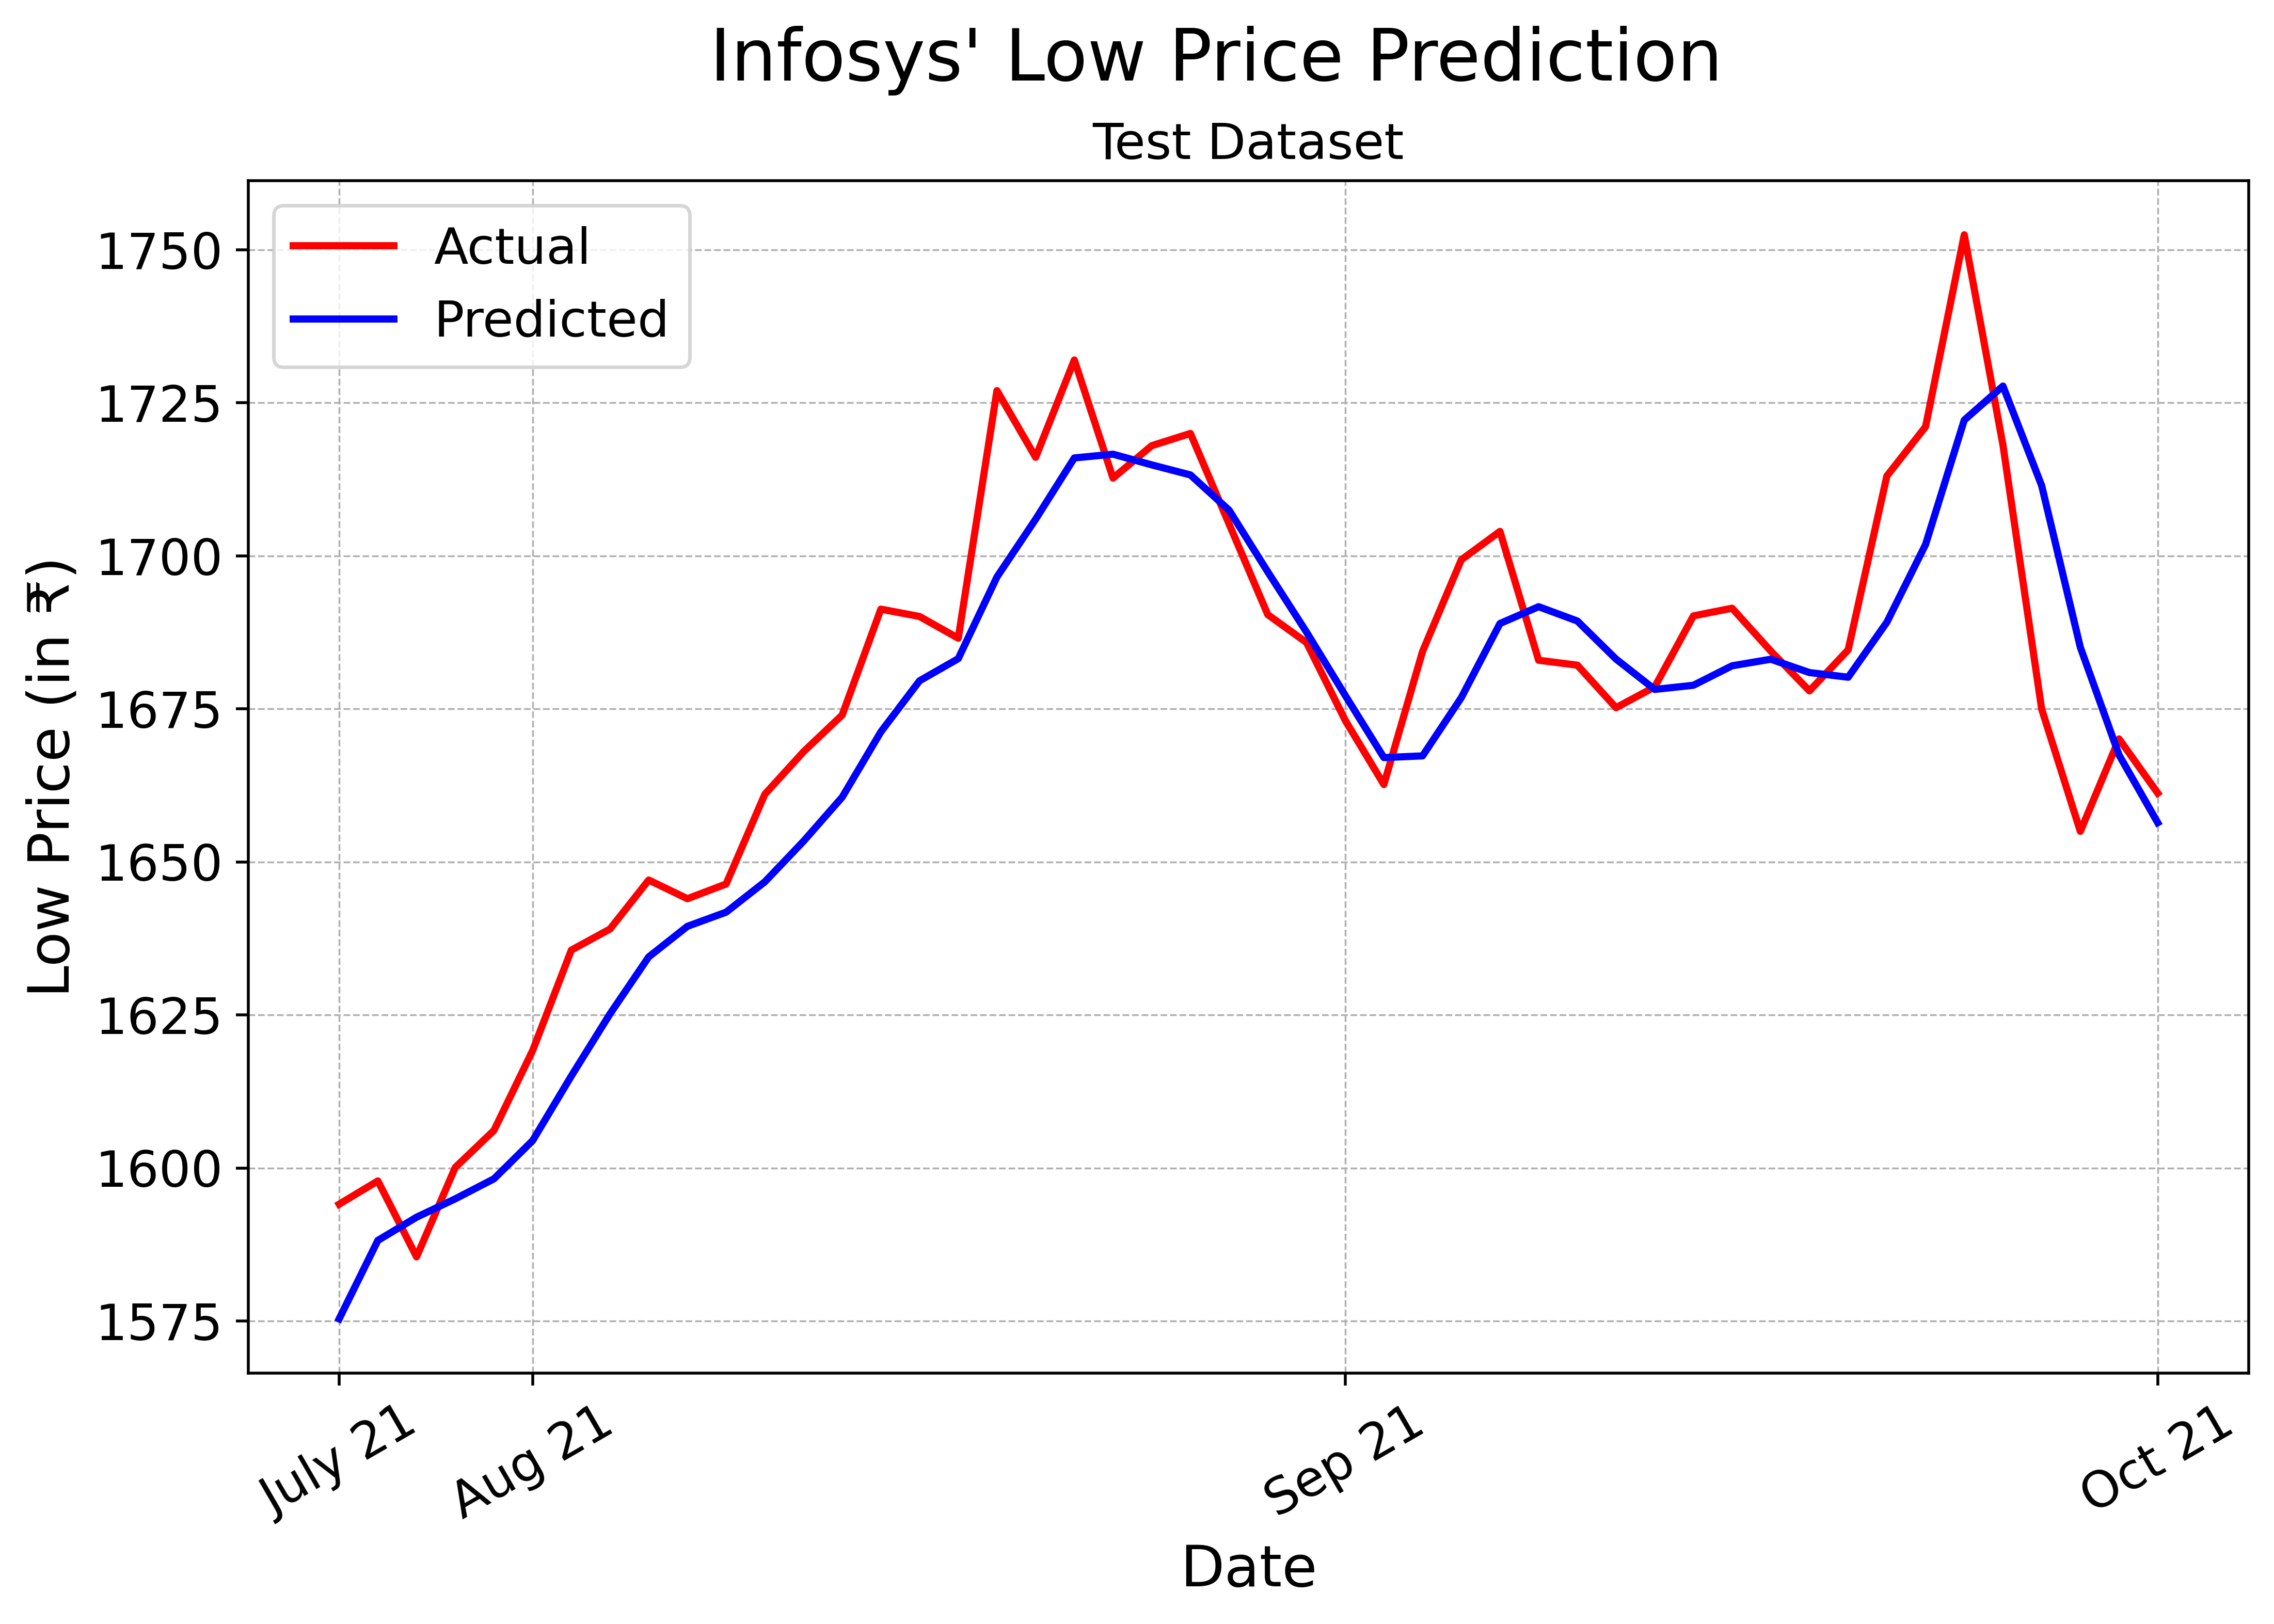 Infosys' Low Price Prediction
Test Dataset
Actual
Predicted
Low Price (in ₹)
1750
1725
1700
1675
1650
1625
1600
1575
July 21
Aug 21
Sep 21
Oct 21
Date